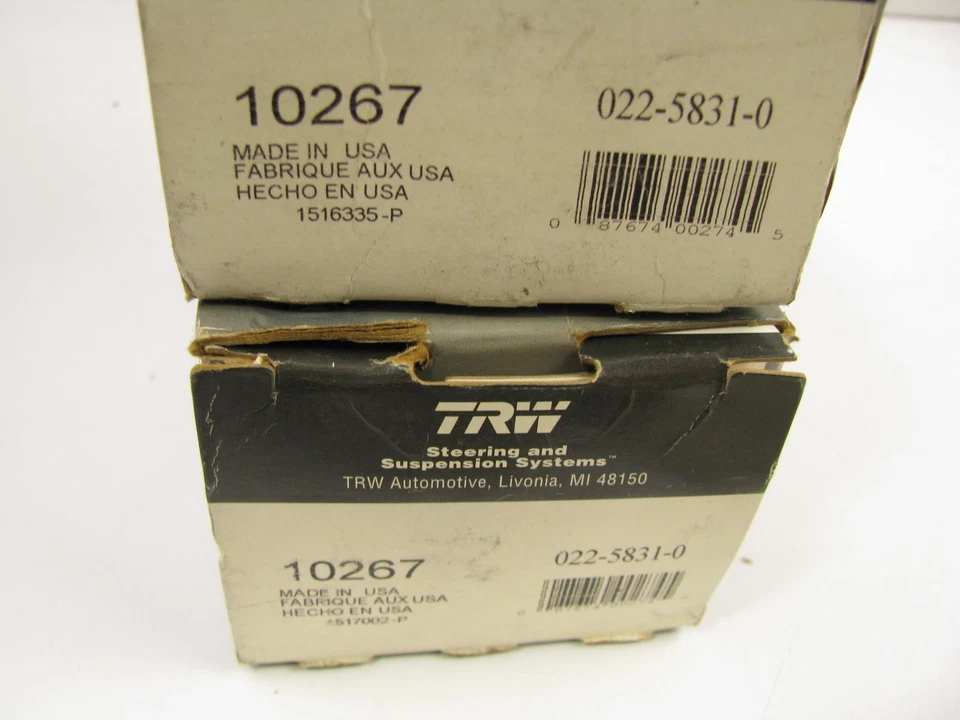 10267
022-5831-0
MADE IN USA
FABRIQUE AUX USA
HECHO EN USA
1516335-P
0 87674 00274 5
TRW
Steering and
Suspension Systems™
TRW Automotive, Livonia, MI 48150
10267
022-5831-0
MADE IN USA
FABRIQUE AUX USA
HECHO EN USA
517002-P